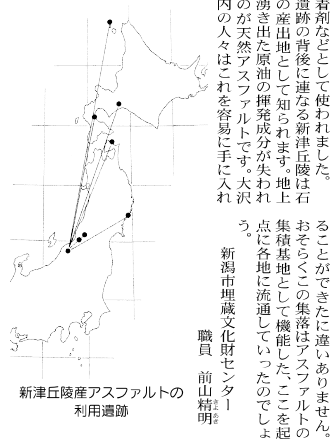 着剤などとして使われました。
遺跡の背後に連なる新津丘陵は石
の産出地として知られます。地上
湧き出た原油の揮発成分が失われ
のが天然アスファルトです。大沢
内の人々はこれを容易に手に入れ
ることができたに違いありません。
おそらくこの集落はアスファルトの
集積基地として機能した、ここを起
点に各地に流通していったのでしょ
う。
新潟市埋蔵文化財センター
職員　前山精明
きよ あき
新津丘陵産アスファルトの
利用遺跡